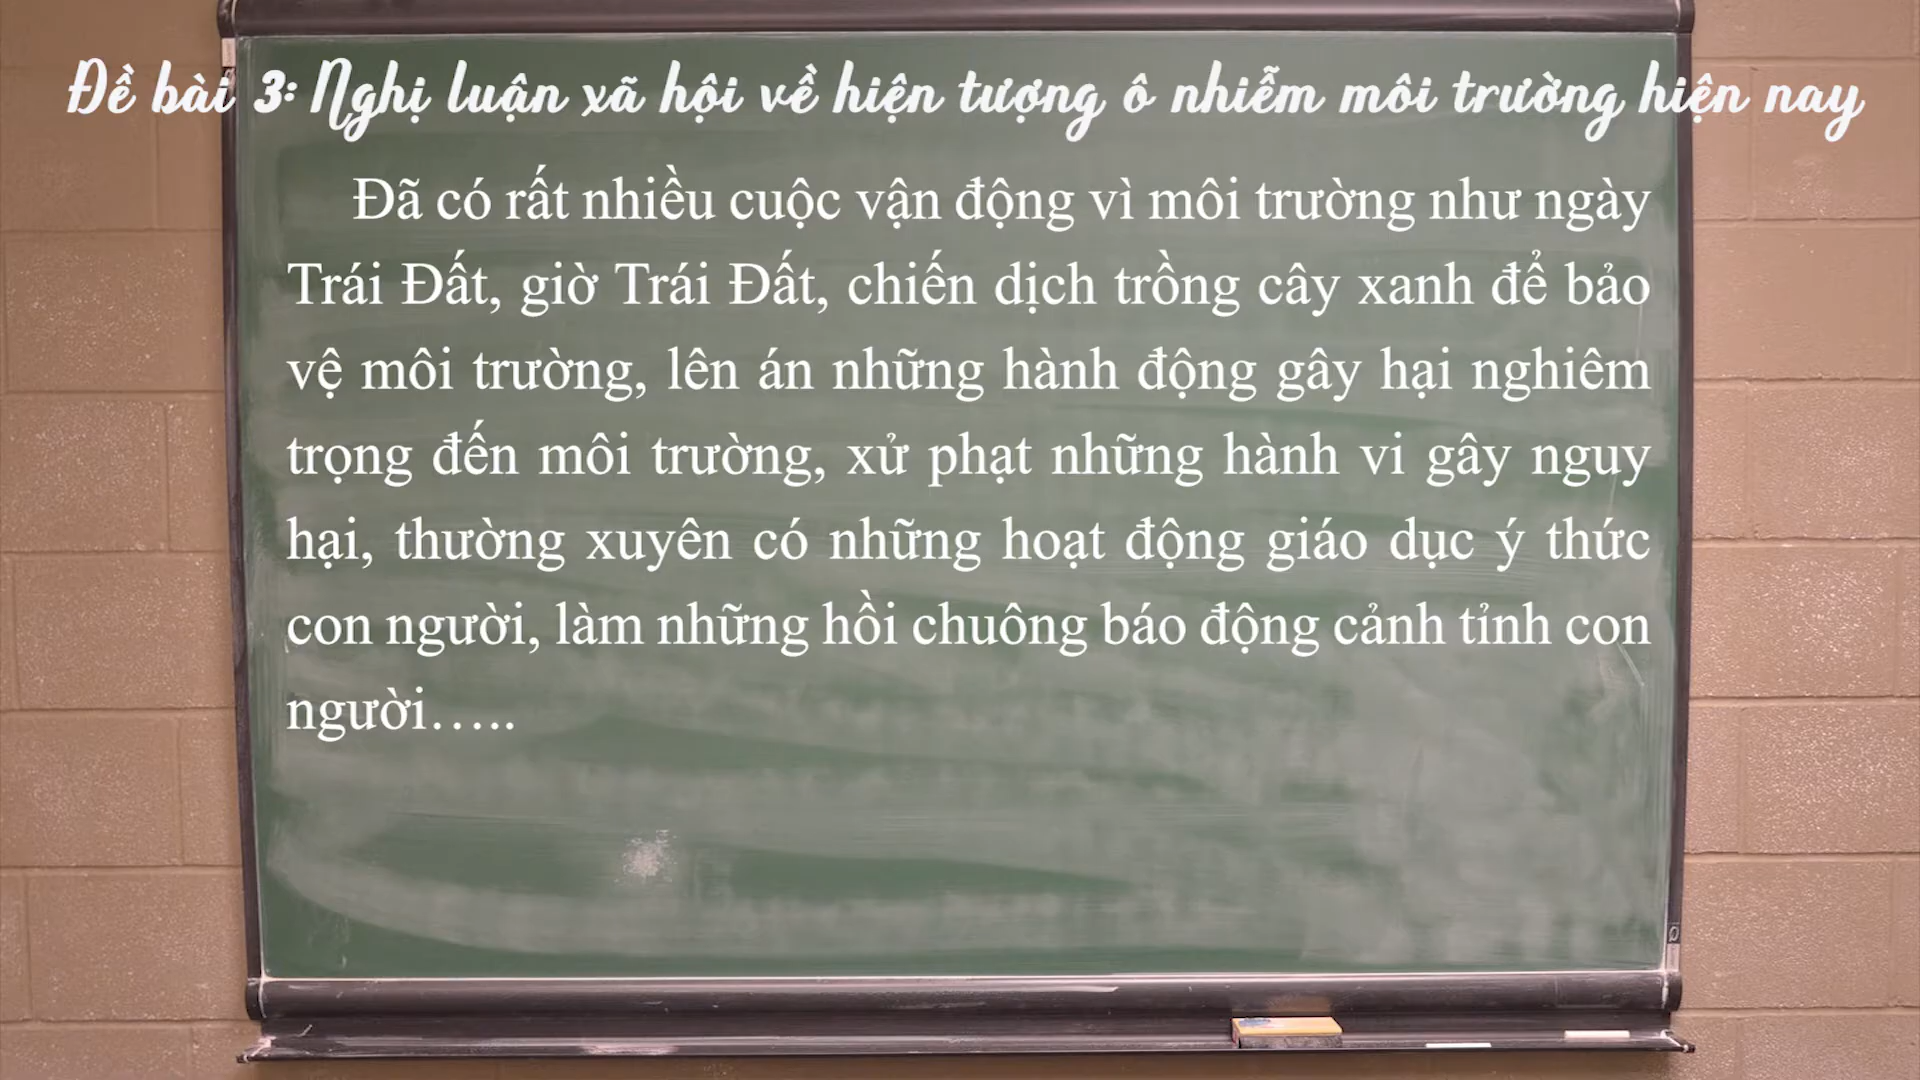 Đề bài 3: Nghị luận xã hội về hiện tượng ô nhiễm môi trường hiện nay
Đã có rất nhiều cuộc vận động vì môi trường như ngày
Trái Đất, giờ Trái Đất, chiến dịch trồng cây xanh để bảo
vệ môi trường, lên án những hành động gây hại nghiêm
trọng đến môi trường, xử phạt những hành vi gây nguy
hại, thường xuyên có những hoạt động giáo dục ý thức
con người, làm những hồi chuông báo động cảnh tỉnh con
người…..